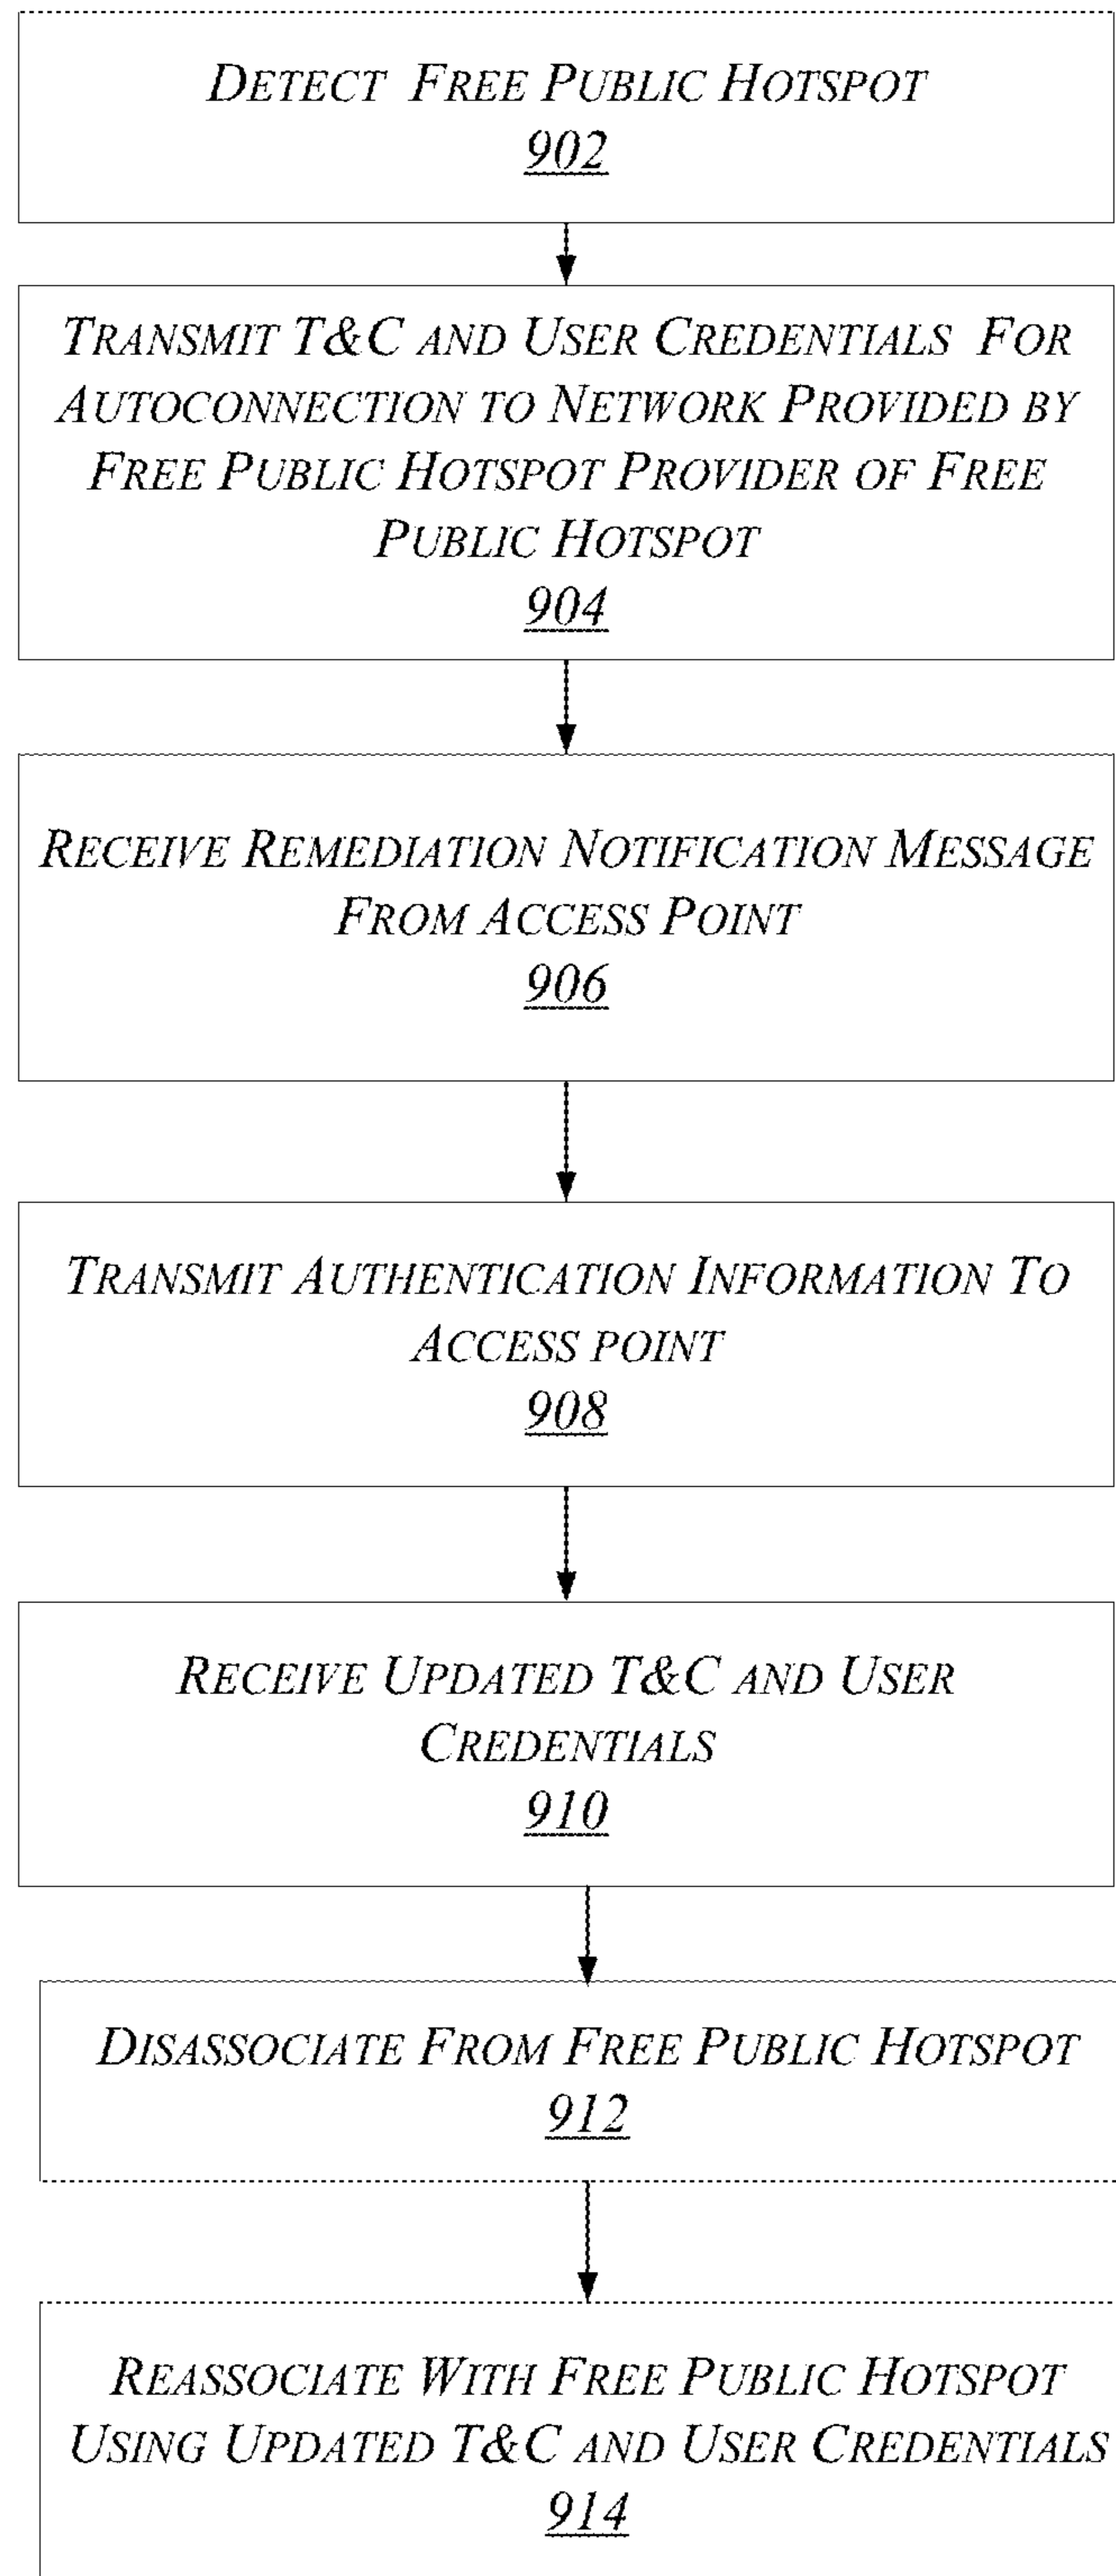 DETECT FREE PUBLIC HOTSPOT
902
TRANSMIT T&C AND USER CREDENTIALS FOR
AUTOCONNECTION TO NETWORK PROVIDED BY
FREE PUBLIC HOTSPOT PROVIDER OF FREE
PUBLIC HOTSPOT
904
RECEIVE REMEDIATION NOTIFICATION MESSAGE
FROM ACCESS POINT
906
TRANSMIT AUTHENTICATION INFORMATION TO
ACCESS POINT
908
RECEIVE UPDATED T&C AND USER
CREDENTIALS
910
DISASSOCIATE FROM FREE PUBLIC HOTSPOT
912
REASSOCIATE WITH FREE PUBLIC HOTSPOT
USING UPDATED T&C AND USER CREDENTIALS
914